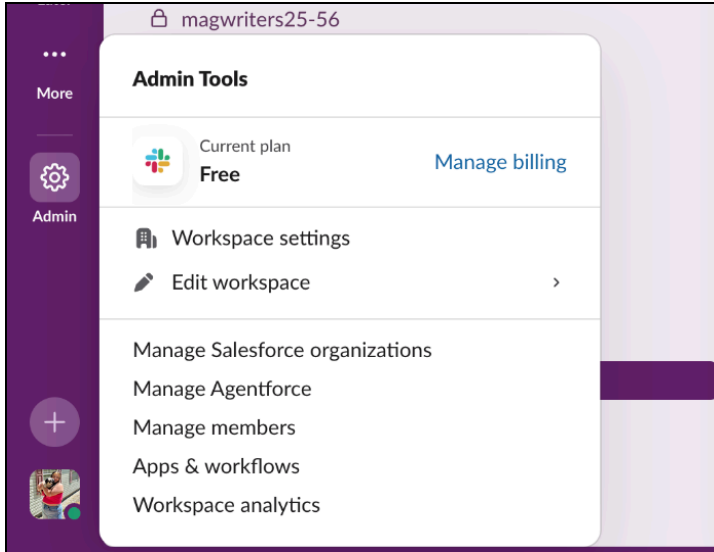 magwriters25-56
More
Admin
Admin Tools
Current plan
Free
Manage billing
Workspace settings
Edit workspace
Manage Salesforce organizations
Manage Agentforce
Manage members
Apps & workflows
Workspace analytics